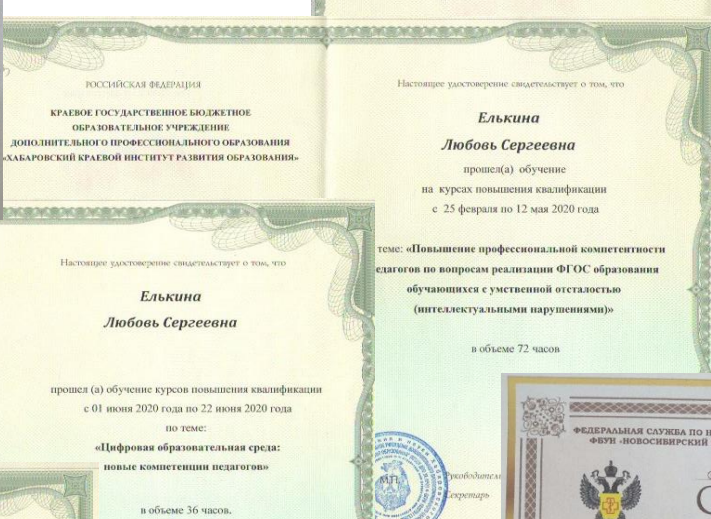 РОССИЙСКАЯ ФЕДЕРАЦИЯ
КРАЕВОЕ ГОСУДАРСТВЕННОЕ БЮДЖЕТНОЕ
ОБРАЗОВАТЕЛЬНОЕ УЧРЕЖДЕНИЕ
ДОПОЛНИТЕЛЬНОГО ПРОФЕССИОНАЛЬНОГО ОБРАЗОВАНИЯ
«ХАБАРОВСКИЙ КРАЕВОЙ ИНСТИТУТ РАЗВИТИЯ ОБРАЗОВАНИЯ»
Настоящее удостоверение свидетельствует о том, что
Елькина
Любовь Сергеевна
прошел(а) обучение
на курсах повышения квалификации
с 25 февраля по 12 мая 2020 года
теме: «Повышение профессиональной компетентности
едагогов по вопросам реализации ФГОС образования
обучающихся с умственной отсталостью
(интеллектуальными нарушениями)»
в объеме 72 часов
М.П.
Руководитель
Секретарь
Настоящее удостоверение свидетельствует о том, что
Елькина
Любовь Сергеевна
прошел (а) обучение курсов повышения квалификации
с 01 июня 2020 года по 22 июня 2020 года
по теме:
«Цифровая образовательная среда:
новые компетенции педагогов»
в объеме 36 часов.
ФЕДЕРАЛЬНАЯ СЛУЖБА ПО Н
ФБУН «НОВОСИБИРСКИЙ
С